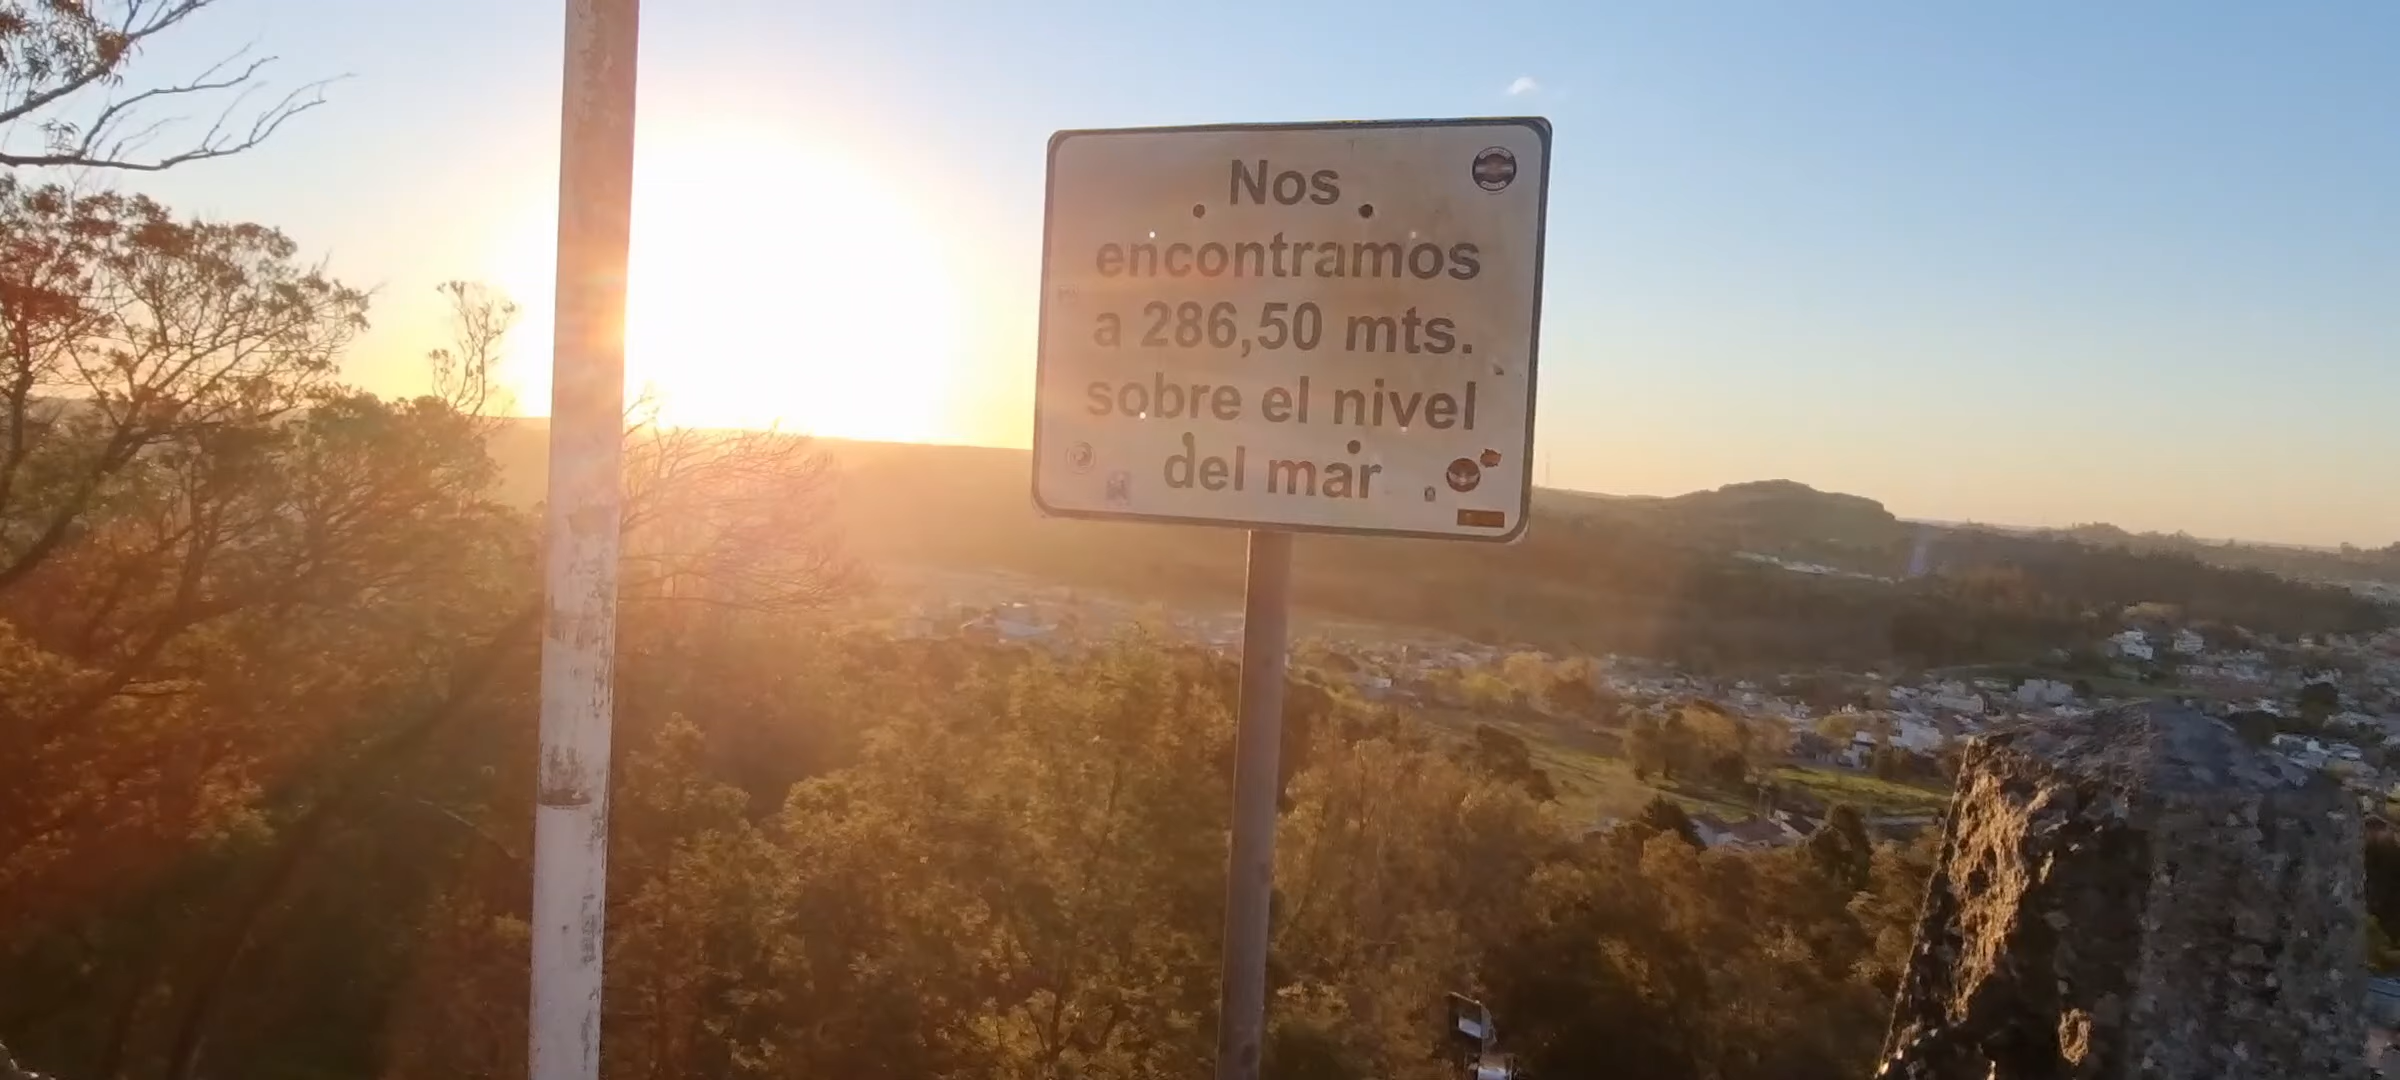 Nos
encontramos
a 286,50 mts.
sobre el nivel
del mar